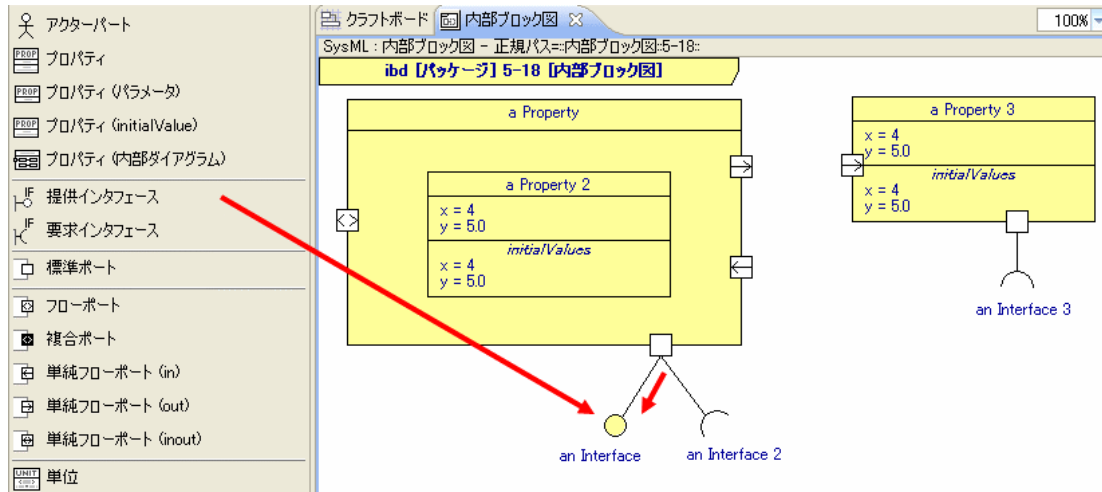 アクターパート
PROP プロパティ
PROP プロパティ (パラメータ)
PROP プロパティ (initialValue)
プロパティ (内部ダイアグラム)
IF 提供インタフェース
IF 要求インタフェース
標準ポート
フローポート
複合ポート
単純フローポート (in)
単純フローポート (out)
単純フローポート (inout)
UNIT 単位
クラフトボード 内部ブロック図
100%
SysML : 内部ブロック図 - 正規パス=::内部ブロック図::5-18::
ibd [パッケージ] 5-18 [内部ブロック図]
a Property
a Property 2
x = 4
y = 5.0
initialValues
x = 4
y = 5.0
an Interface
an Interface 2
a Property 3
x = 4
y = 5.0
initialValues
x = 4
y = 5.0
an Interface 3